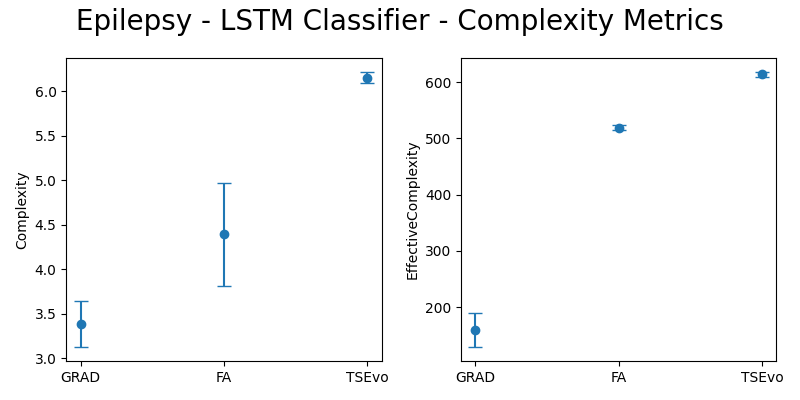 Epilepsy - LSTM Classifier - Complexity Metrics
Complexity
6.0
5.5
5.0
4.5
4.0
3.5
3.0
GRAD FA TSEvo
EffectiveComplexity
600
500
400
300
200
GRAD FA TSEvo